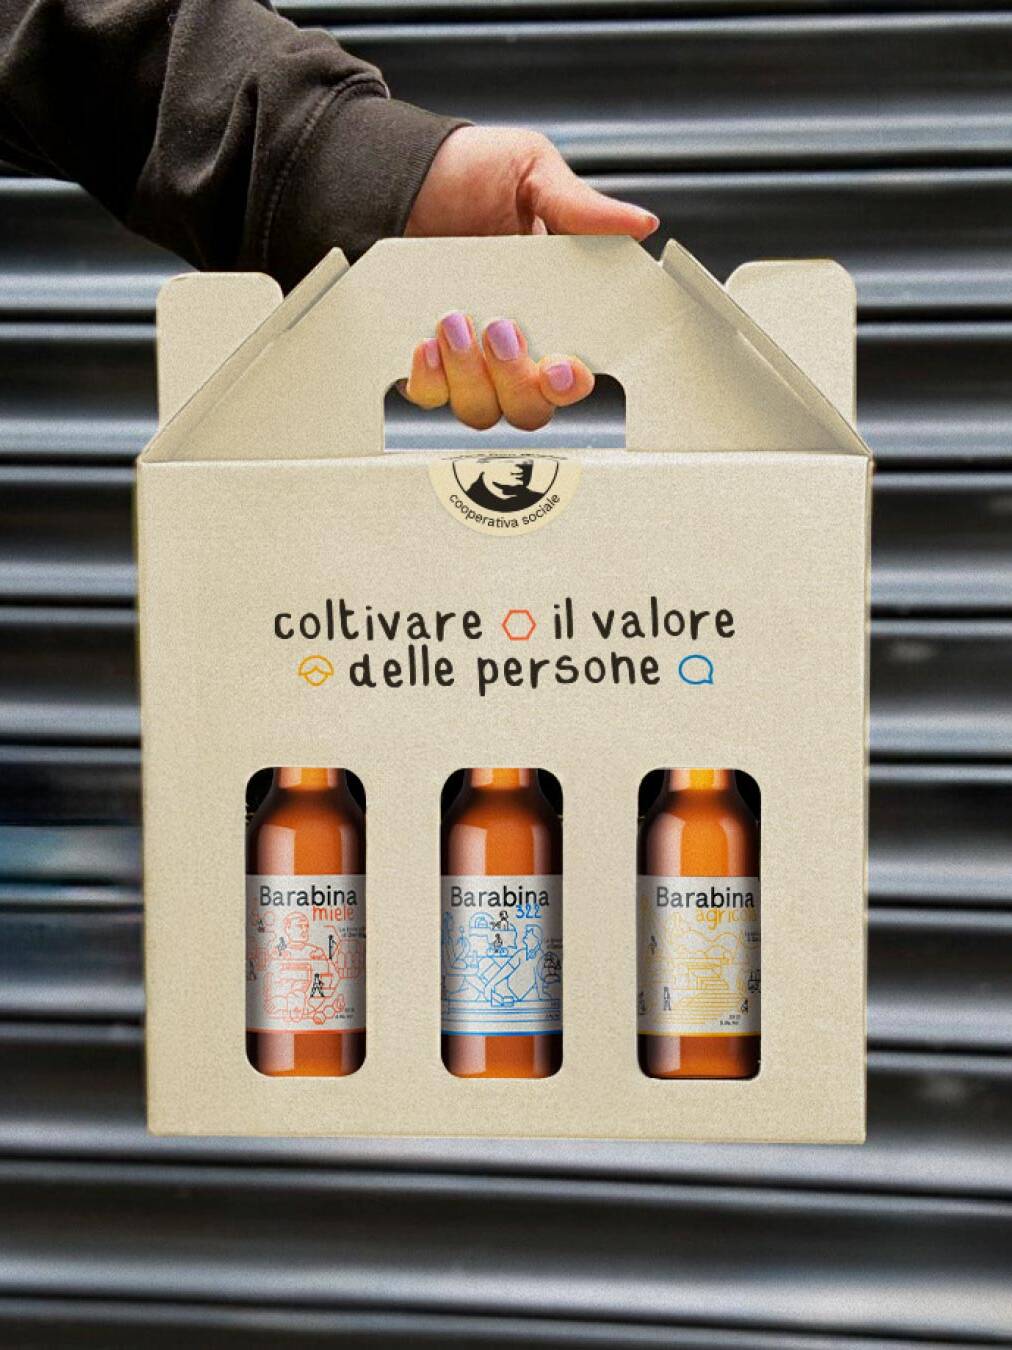 cooperativa sociale
coltivare il valore
delle persone
Barabina
miele
Barabina
322
Barabina
agricola